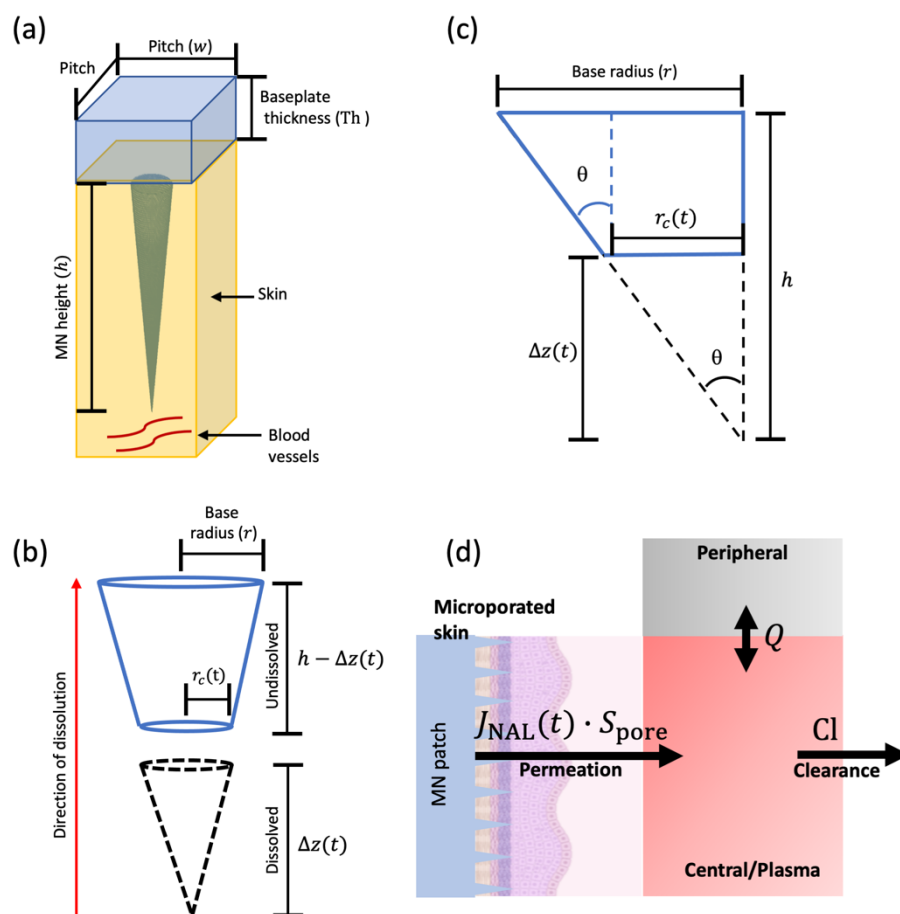 (a)
Pitch (w)
Pitch
Baseplate
thickness (Th )
MN height (h)
Skin
Blood
vessels
(c)
Base radius (r)
θ
r_c(t)
h
Δz(t)
θ
(b)
Base
radius (r)
Direction of dissolution
Undissolved
h − Δz(t)
r_c(t)
Dissolved
Δz(t)
(d)
Peripheral
Microporated
skin
Q
MN patch
J_NAL(t) · S_pore
Permeation
Cl
Clearance
Central/Plasma